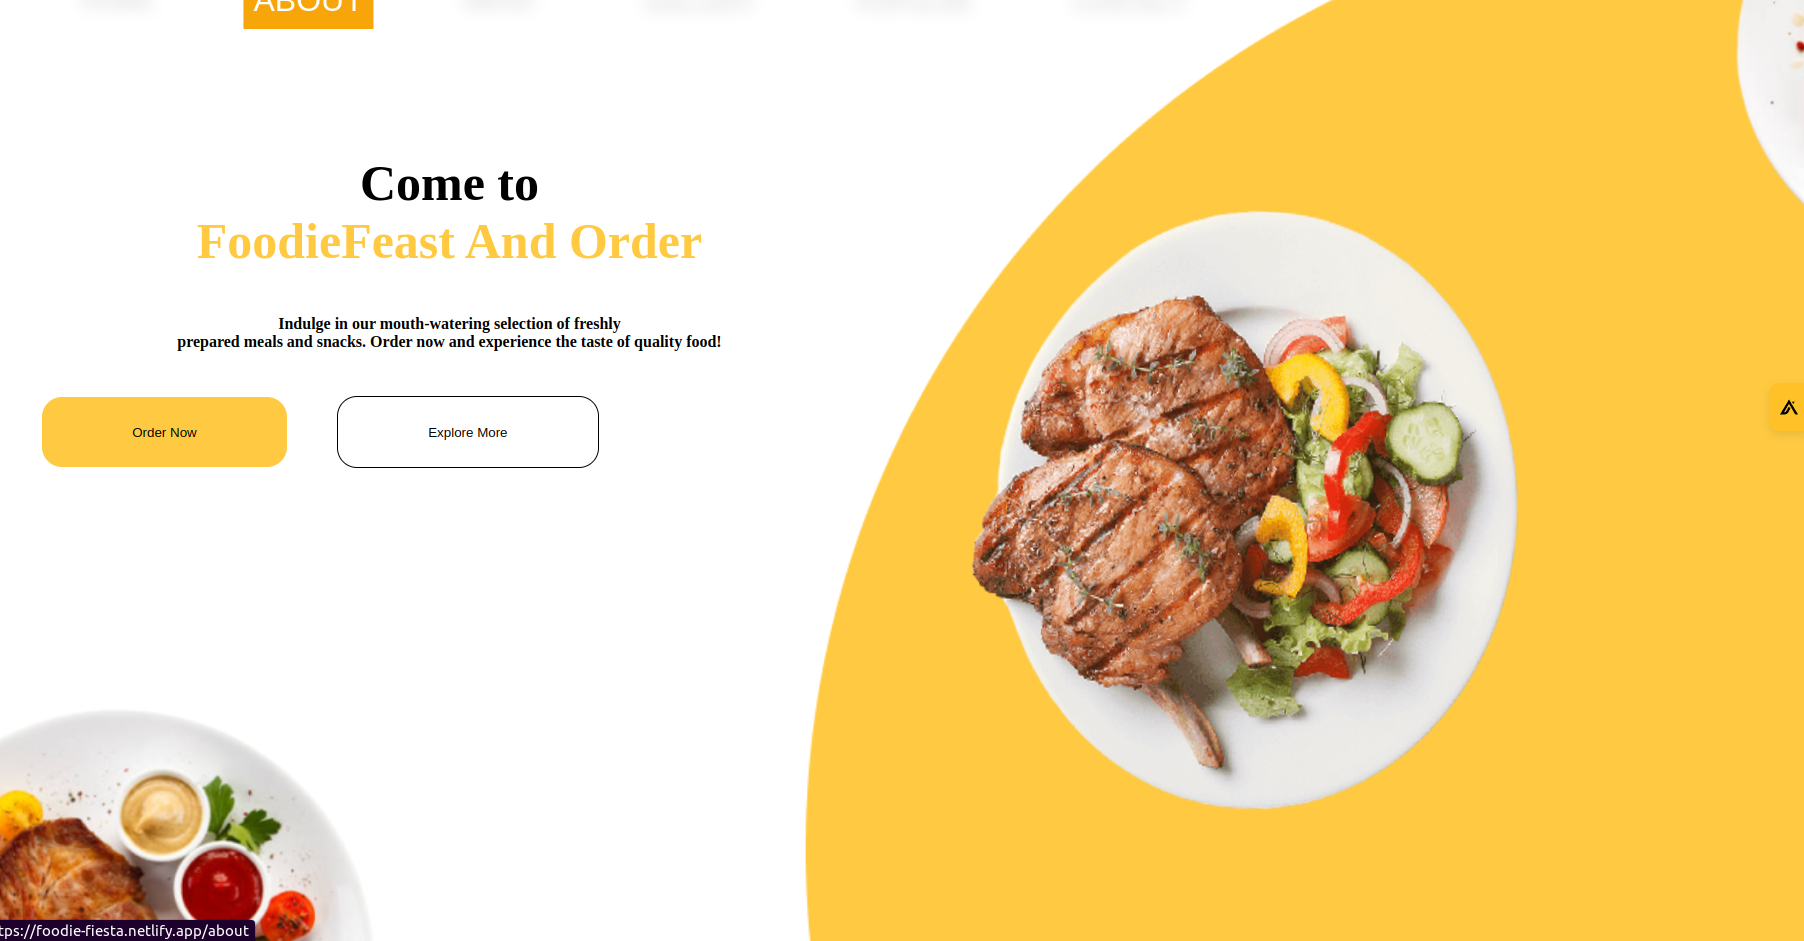 ABOUT
Come to
FoodieFeast And Order
Indulge in our mouth-watering selection of freshly
prepared meals and snacks. Order now and experience the taste of quality food!
Order Now
Explore More
tps://foodie-fiesta.netlify.app/about